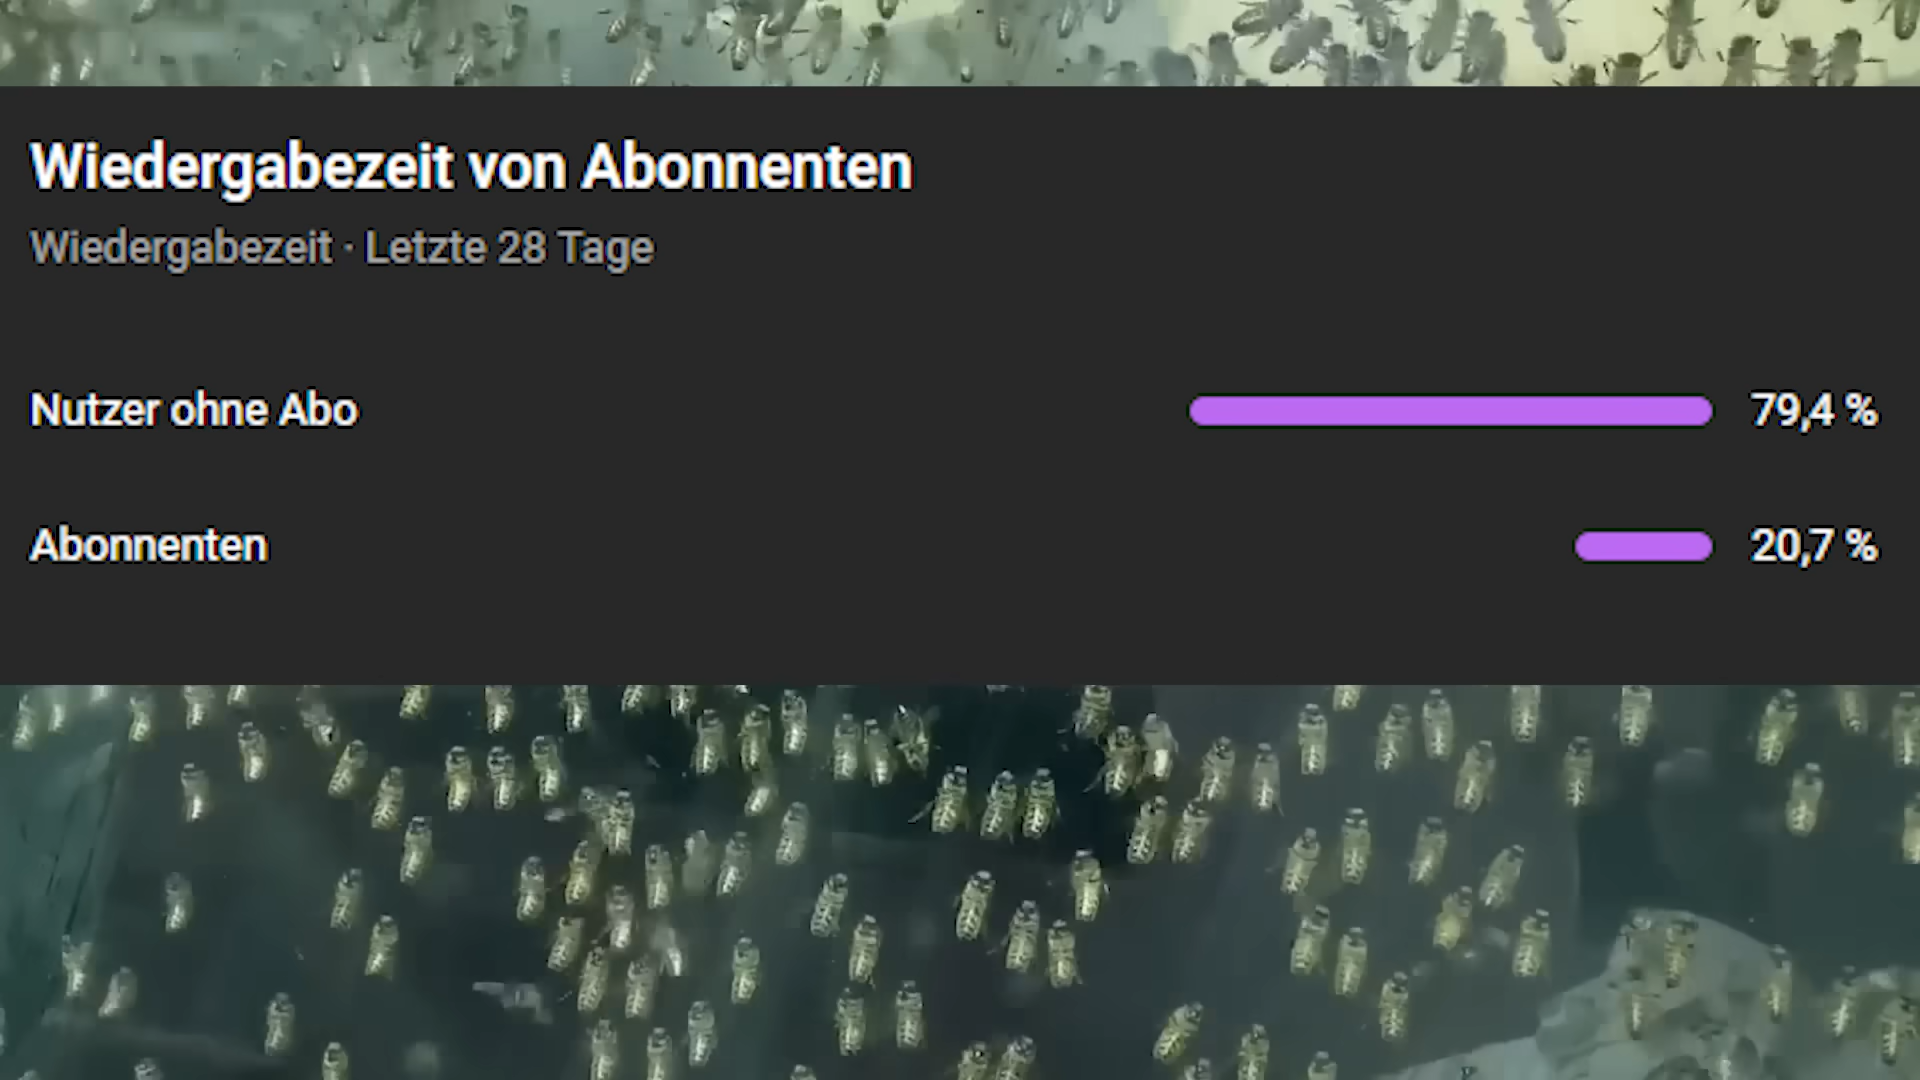 Wiedergabezeit von Abonnenten
Wiedergabezeit · Letzte 28 Tage
Nutzer ohne Abo 79,4 %
Abonnenten 20,7 %